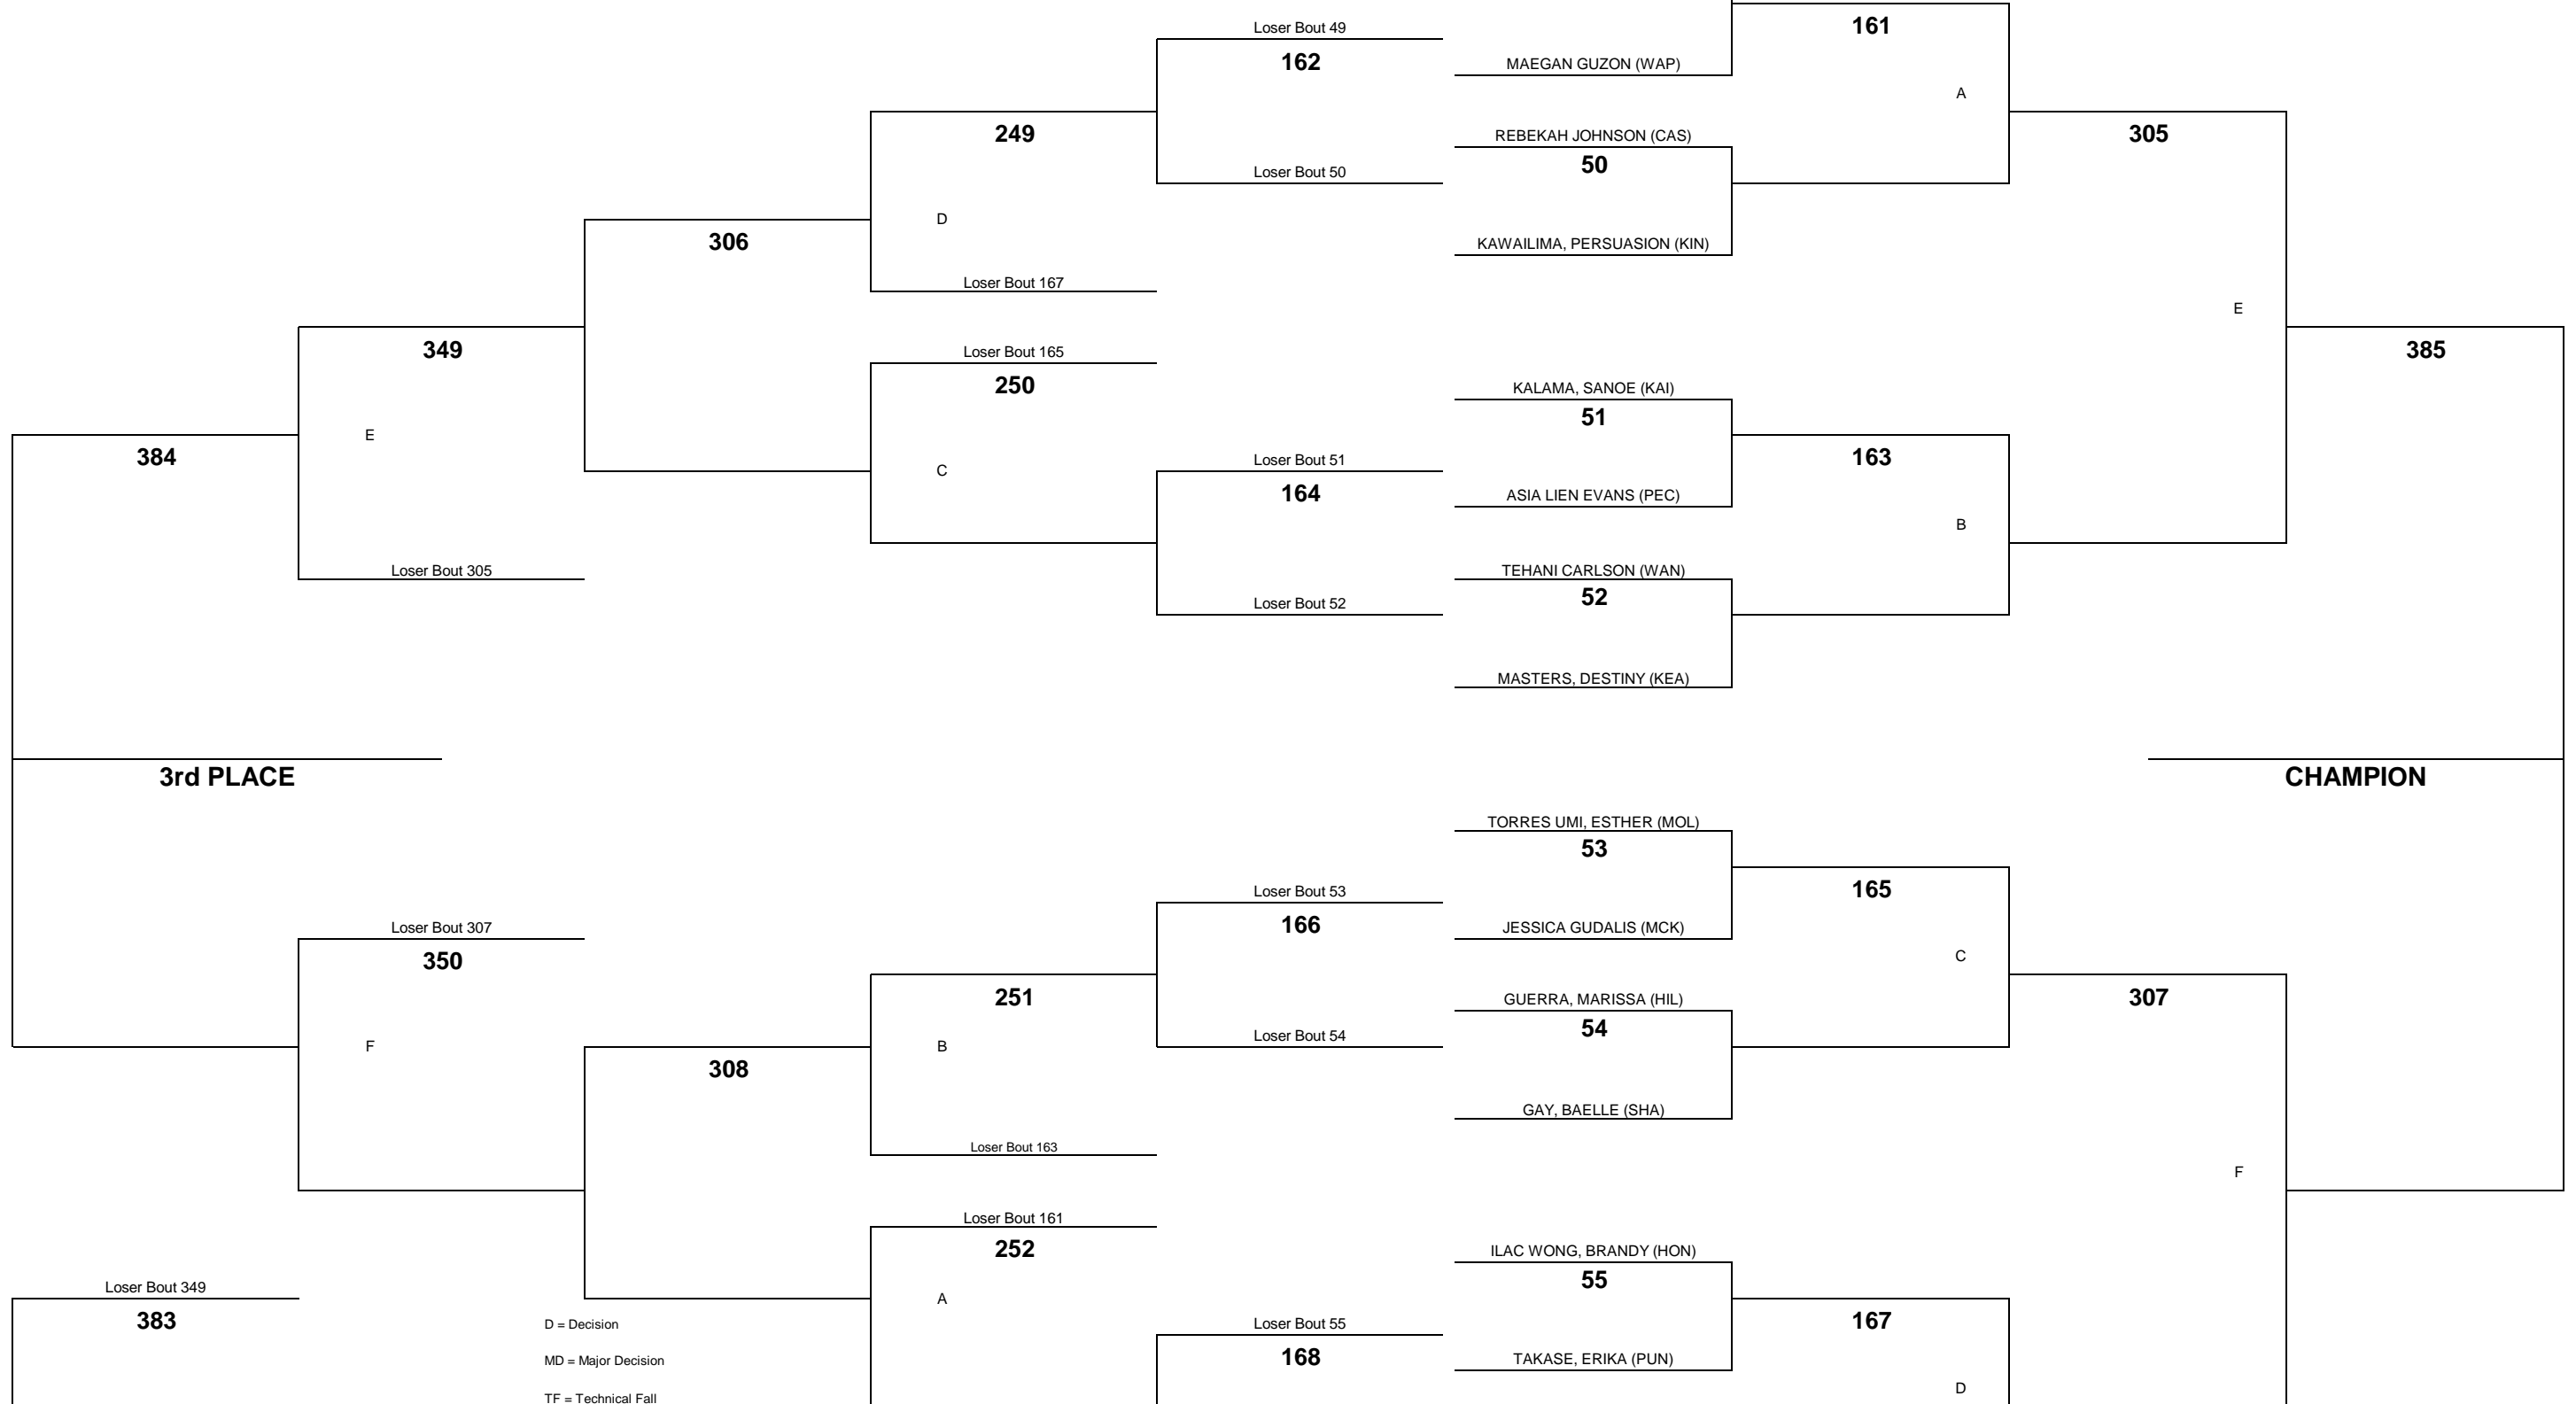 Loser Bout 49
161
162
MAEGAN GUZON (WAP)
A
249
REBEKAH JOHNSON (CAS)
305
50
Loser Bout 50
D
306
KAWAILIMA, PERSUASION (KIN)
Loser Bout 167
E
349
Loser Bout 165
385
250
KALAMA, SANOE (KAI)
51
E
384
163
Loser Bout 51
C
164
ASIA LIEN EVANS (PEC)
B
Loser Bout 305
TEHANI CARLSON (WAN)
52
Loser Bout 52
MASTERS, DESTINY (KEA)
3rd PLACE
CHAMPION
TORRES UMI, ESTHER (MOL)
53
Loser Bout 53
165
Loser Bout 307
166
JESSICA GUDALIS (MCK)
350
C
251
GUERRA, MARISSA (HIL)
307
54
F
B
Loser Bout 54
308
GAY, BAELLE (SHA)
Loser Bout 163
F
Loser Bout 161
252
ILAC WONG, BRANDY (HON)
55
Loser Bout 349
A
383
D = Decision
Loser Bout 55
167
MD = Major Decision
168
TAKASE, ERIKA (PUN)
D
TF = Technical Fall